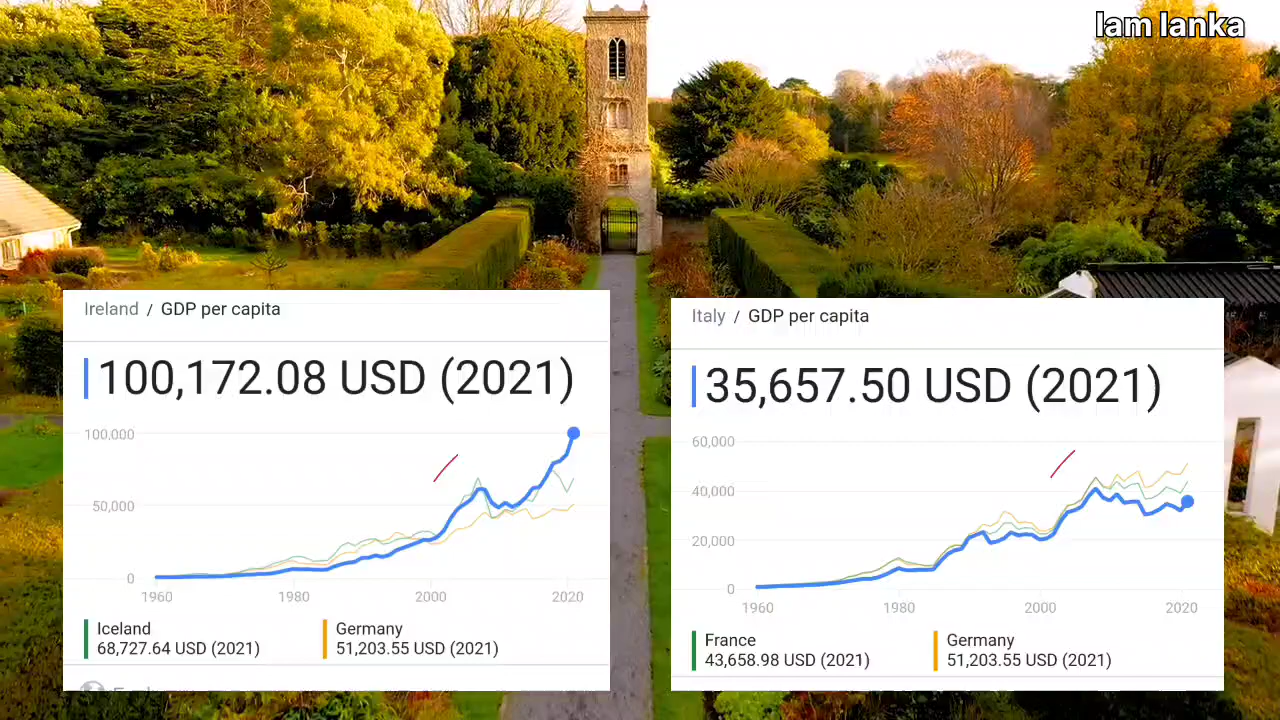 lam lanka
Ireland / GDP per capita
100,172.08 USD (2021)
100,000
50,000
0
1960 1980 2000 2020
Iceland
68,727.64 USD (2021)
Germany
51,203.55 USD (2021)
Italy / GDP per capita
35,657.50 USD (2021)
60,000
40,000
20,000
0
1960 1980 2000 2020
France
43,658.98 USD (2021)
Germany
51,203.55 USD (2021)